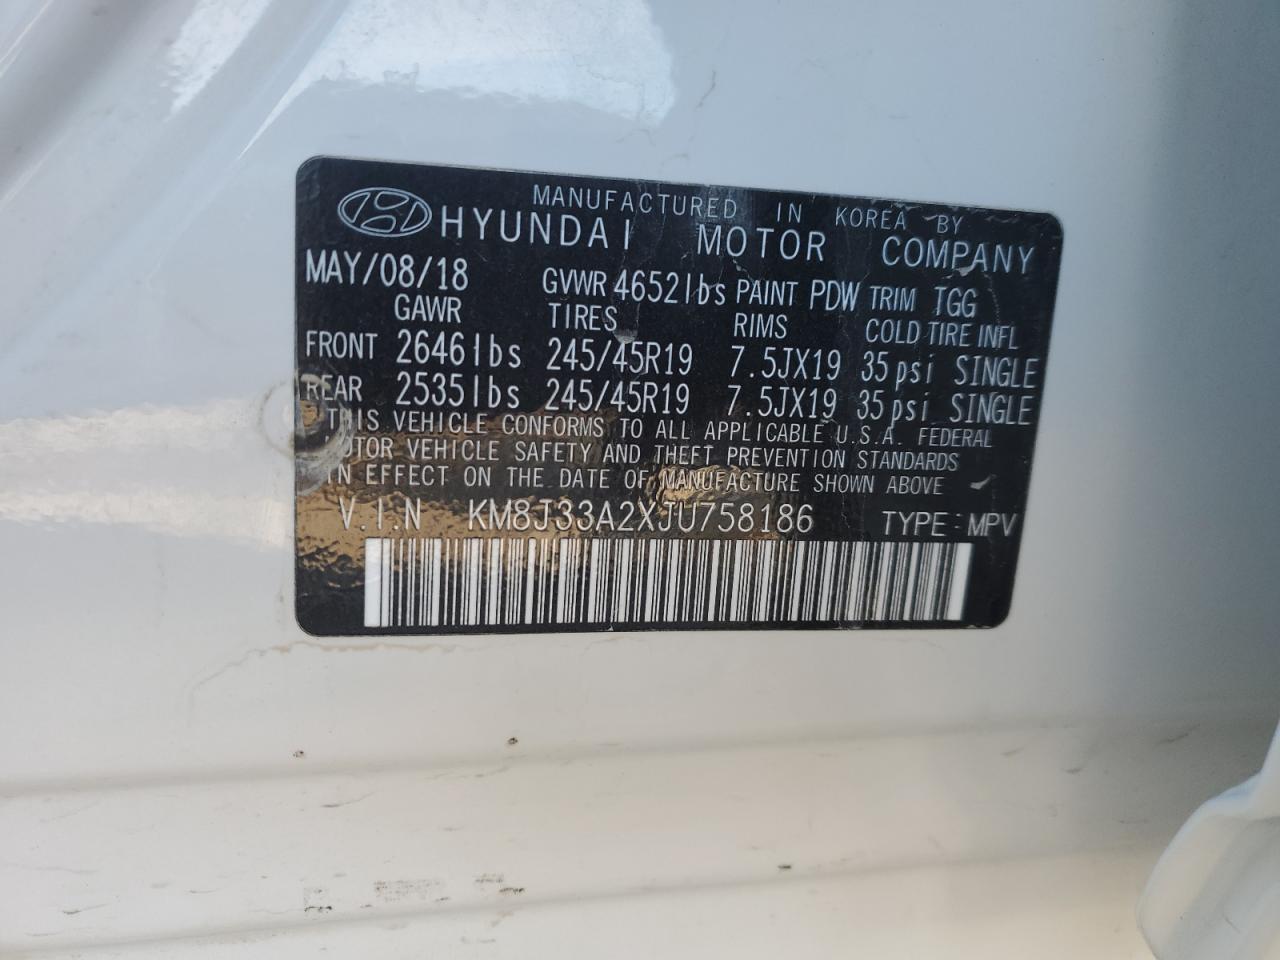 MANUFACTURED IN KOREA BY
HYUNDAI MOTOR COMPANY
MAY/08/18 GVWR 4652lbs PAINT PDW TRIM TGG
GAWR TIRES RIMS COLD TIRE INFL
FRONT 2646lbs 245/45R19 7.5JX19 35psi SINGLE
REAR 2535lbs 245/45R19 7.5JX19 35psi SINGLE
THIS VEHICLE CONFORMS TO ALL APPLICABLE U.S.A. FEDERAL
MOTOR VEHICLE SAFETY AND THEFT PREVENTION STANDARDS
IN EFFECT ON THE DATE OF MANUFACTURE SHOWN ABOVE
V.I.N KM8J33A2XJU758186 TYPE : MPV